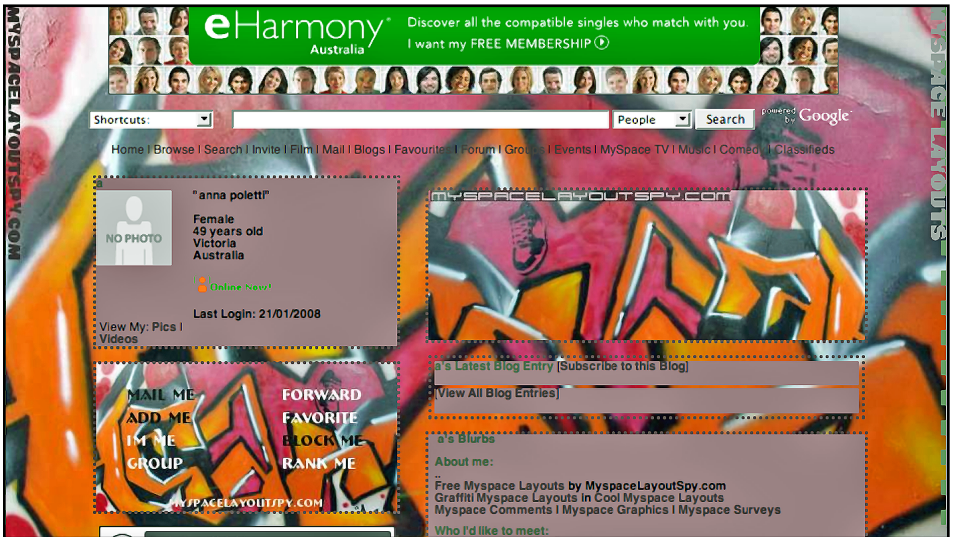 eHarmony®
Australia
Discover all the compatible singles who match with you.
I want my FREE MEMBERSHIP
MYSPACELAYOUTSPY.COM
MYSPACE LAYOUTS
Shortcuts:
People
Search
powered by Google™
Home | Browse | Search | Invite | Film | Mail | Blogs | Favourites | Forum | Groups | Events | MySpace TV | Music | Comedy | Classifieds
a
"anna poletti"
NO PHOTO
Female
49 years old
Victoria
Australia
Online Now!
Last Login: 21/01/2008
View My: Pics |
Videos
MYSPACELAYOUTSPY.COM
MAIL ME
FORWARD
ADD ME
FAVORITE
IM ME
BLOCK ME
GROUP
RANK ME
MYSPACELAYOUTSPY.COM
a's Latest Blog Entry [Subscribe to this Blog]
[View All Blog Entries]
a's Blurbs
About me:
..
Free Myspace Layouts by MyspaceLayoutSpy.com
Graffiti Myspace Layouts in Cool Myspace Layouts
Myspace Comments | Myspace Graphics | Myspace Surveys
Who I'd like to meet: